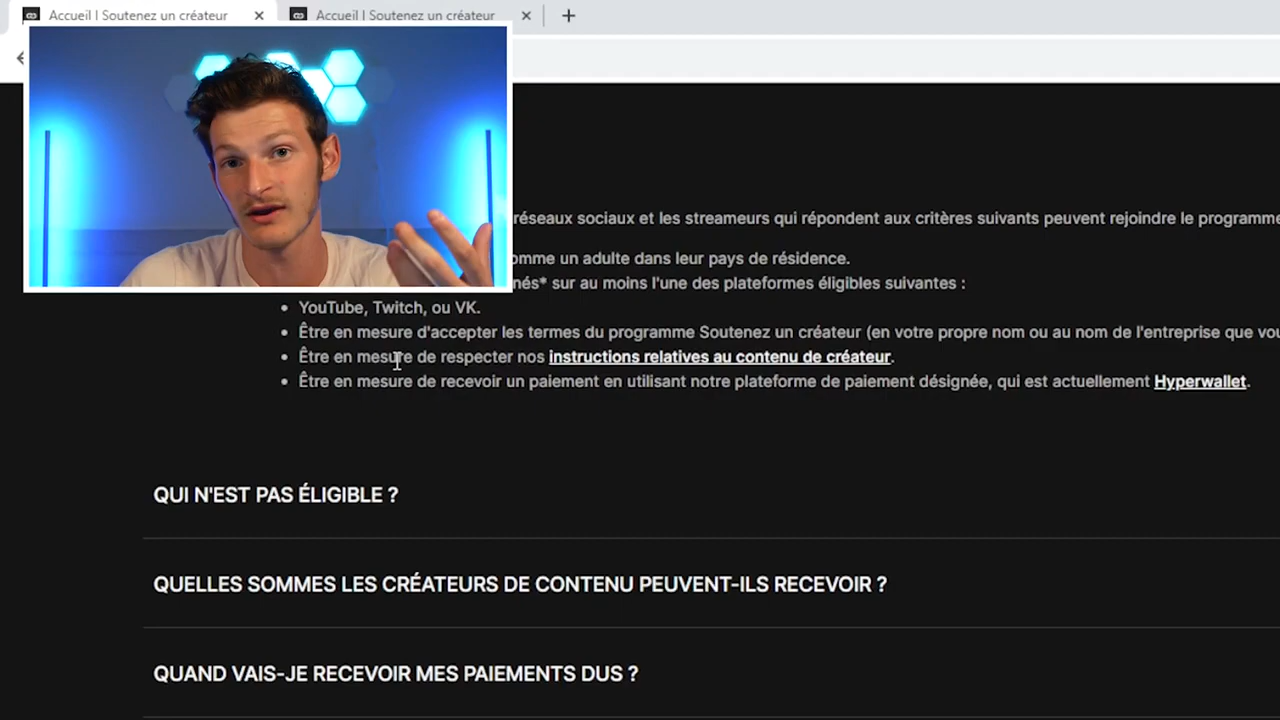 Accueil | Soutenez un créateur
Accueil | Soutenez un créateur
réseaux sociaux et les streameurs qui répondent aux critères suivants peuvent rejoindre le programme
omme un adulte dans leur pays de résidence.
nés* sur au moins l'une des plateformes éligibles suivantes :
• YouTube, Twitch, ou VK.
• Être en mesure d'accepter les termes du programme Soutenez un créateur (en votre propre nom ou au nom de l'entreprise que vou
• Être en mesure de respecter nos instructions relatives au contenu de créateur.
• Être en mesure de recevoir un paiement en utilisant notre plateforme de paiement désignée, qui est actuellement Hyperwallet.
QUI N'EST PAS ÉLIGIBLE ?
QUELLES SOMMES LES CRÉATEURS DE CONTENU PEUVENT-ILS RECEVOIR ?
QUAND VAIS-JE RECEVOIR MES PAIEMENTS DUS ?